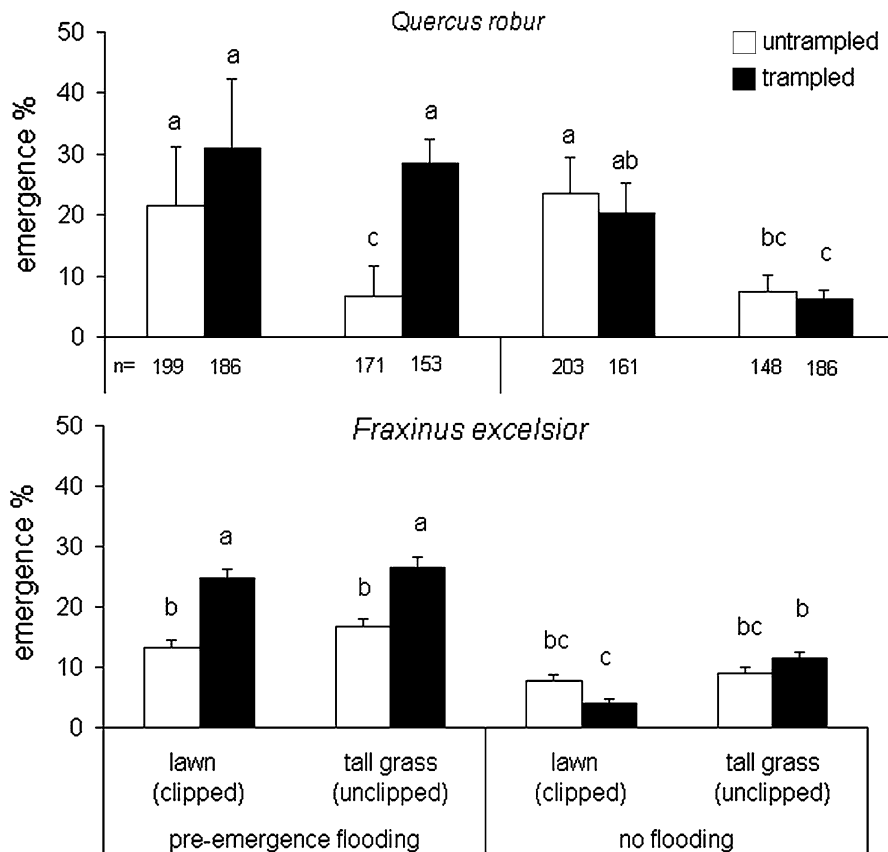 Quercus robur
untrampled
trampled
50
40
30
20
10
0
emergence %
a a
c a
a ab
bc c
n= 199 186 171 153 203 161 148 186
Fraxinus excelsior
50
40
30
20
10
0
emergence %
b a
b a
bc c
bc b
lawn
(clipped)
tall grass
(unclipped)
lawn
(clipped)
tall grass
(unclipped)
pre-emergence flooding
no flooding